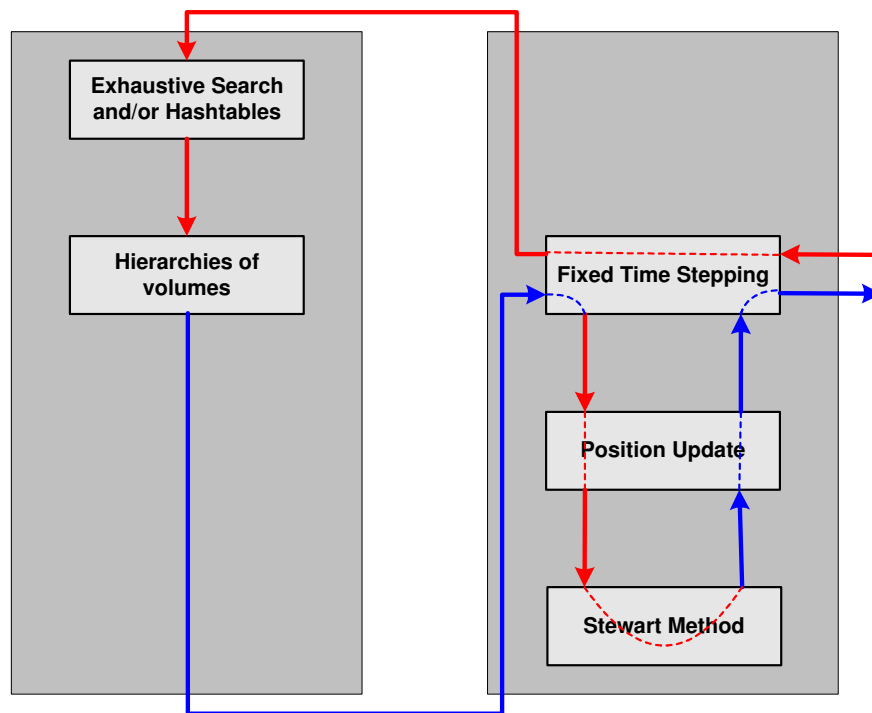 Exhaustive Search
and/or Hashtables
Hierarchies of
volumes
Fixed Time Stepping
Position Update
Stewart Method